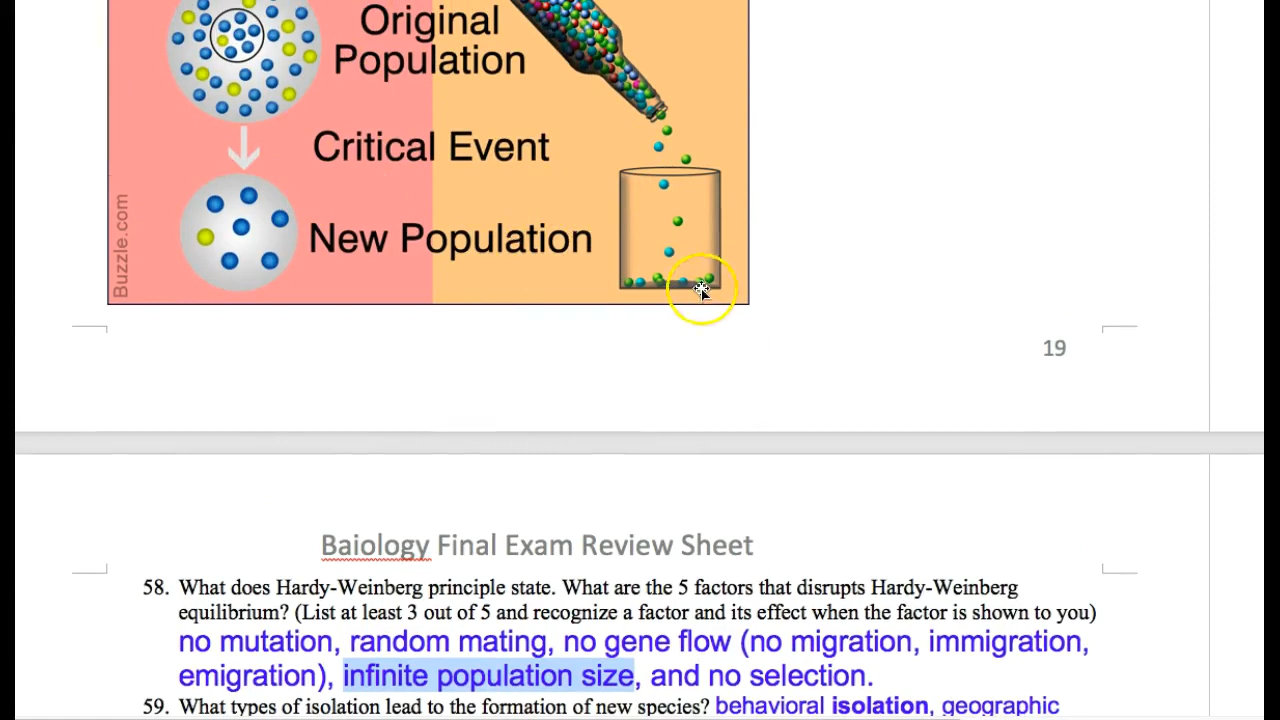 Original
Population
Critical Event
New Population
Buzzle.com
19
Baiology Final Exam Review Sheet
58. What does Hardy-Weinberg principle state. What are the 5 factors that disrupts Hardy-Weinberg
equilibrium? (List at least 3 out of 5 and recognize a factor and its effect when the factor is shown to you)
no mutation, random mating, no gene flow (no migration, immigration,
emigration), infinite population size, and no selection.
59. What types of isolation lead to the formation of new species? behavioral isolation, geographic